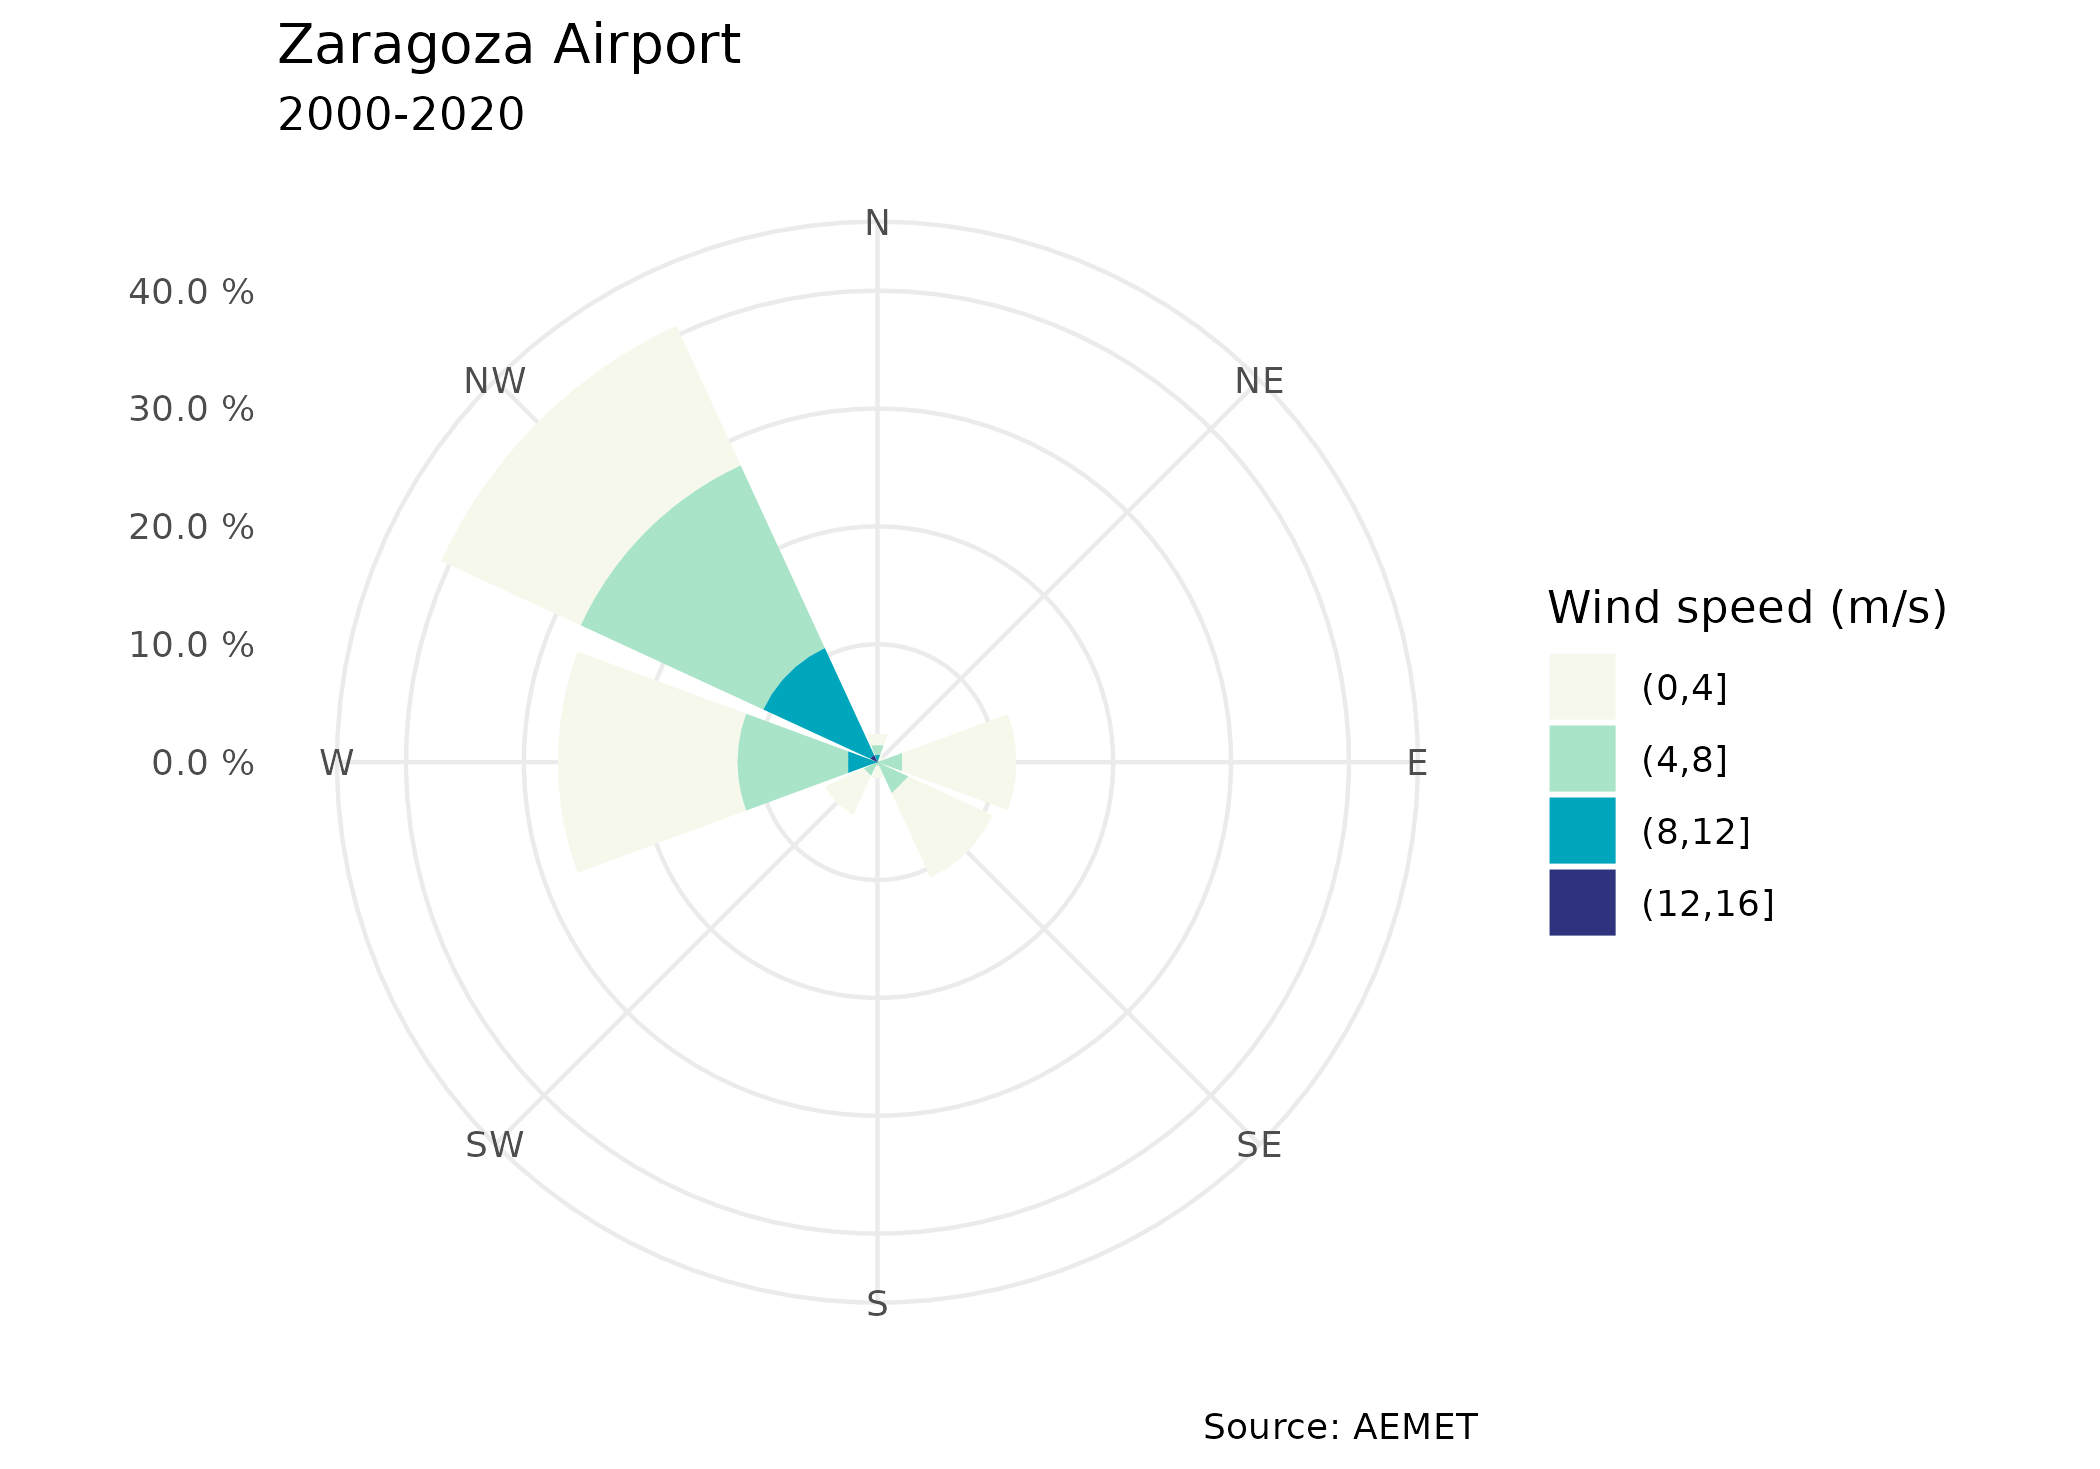 Zaragoza Airport
2000-2020
N
40.0 %
NW
NE
30.0 %
20.0 %
10.0 %
0.0 %
W
E
SW
SE
S
Wind speed (m/s)
(0,4]
(4,8]
(8,12]
(12,16]
Source: AEMET